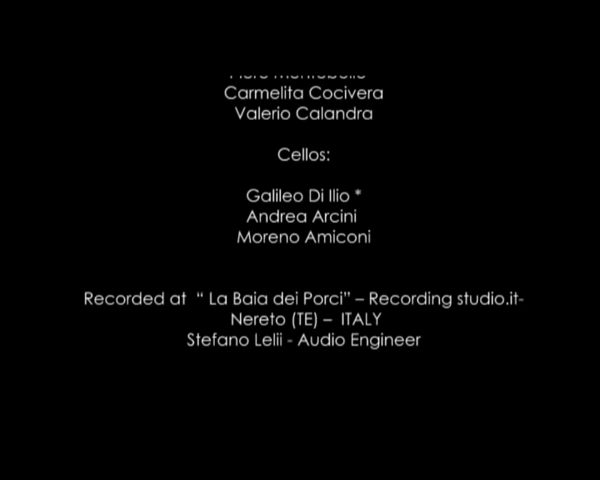 Carmelita Cocivera
Valerio Calandra
Cellos:
Galileo Di Ilio *
Andrea Arcini
Moreno Amiconi
Recorded at “ La Baia dei Porci” – Recording studio.it-
Nereto (TE) – ITALY
Stefano Lelii - Audio Engineer